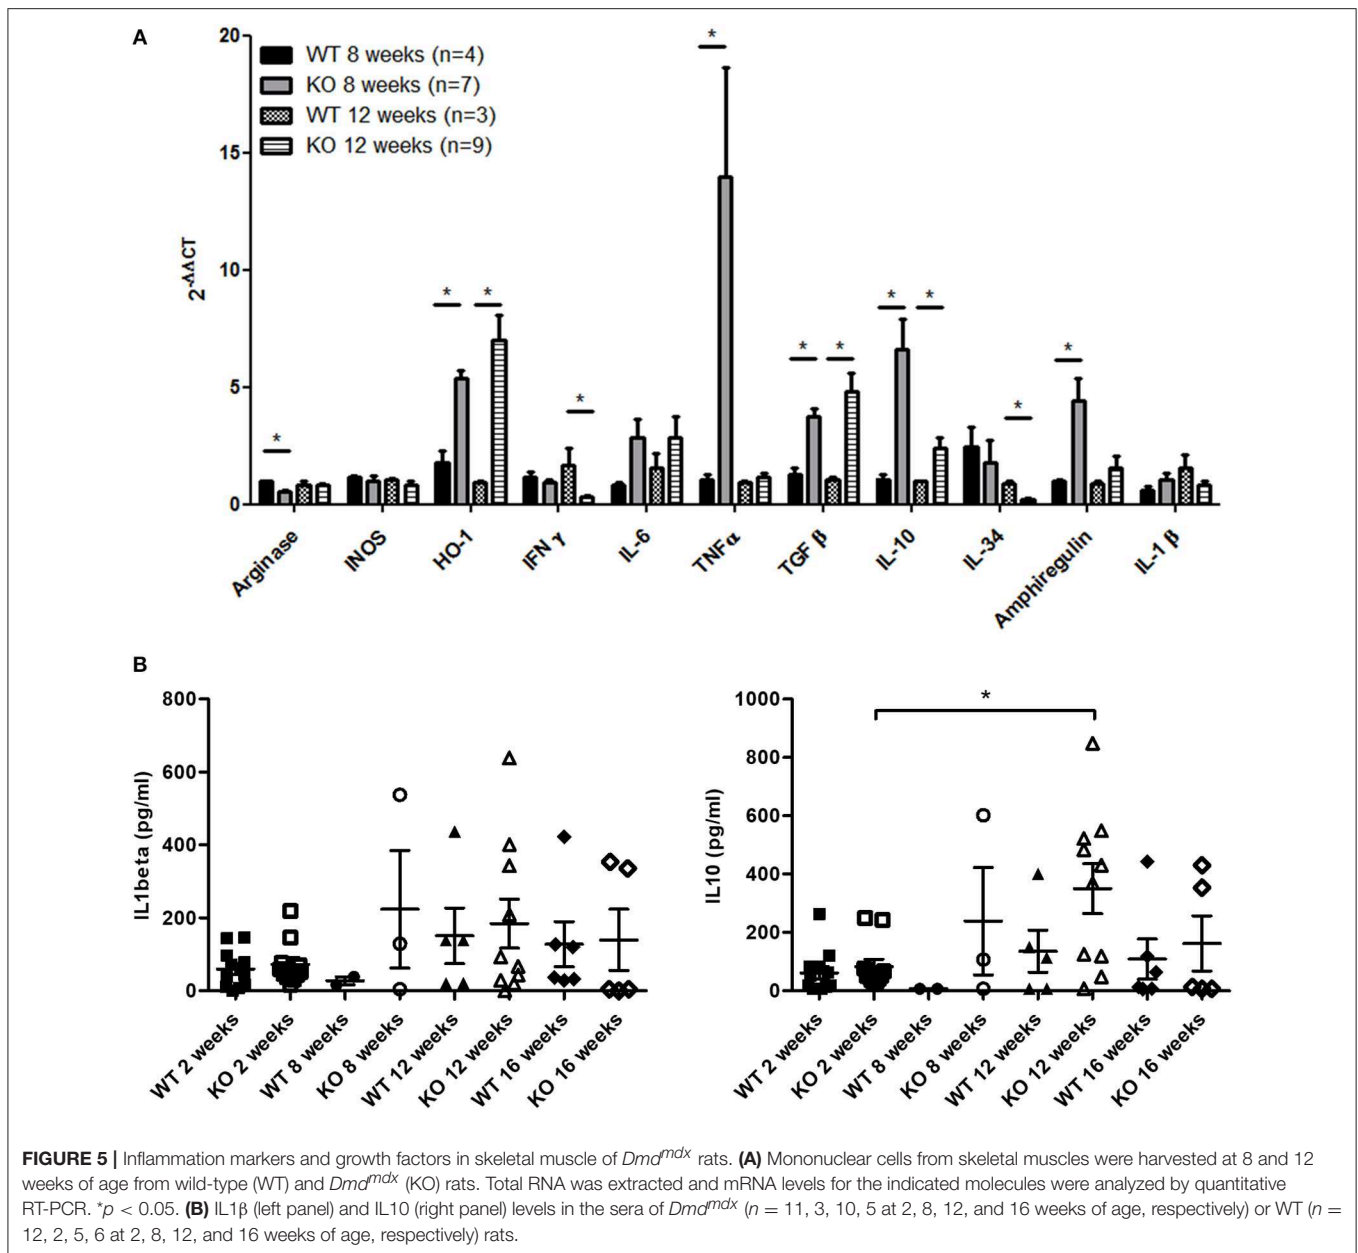 A
20
15
10
5
0
2^-ΔΔCT
WT 8 weeks (n=4)
KO 8 weeks (n=7)
WT 12 weeks (n=3)
KO 12 weeks (n=9)
*
*
*
*
*
*
*
*
*
*
*
Arginase
iNOS
HO-1
IFN γ
IL-6
TNFα
TGF β
IL-10
IL-34
Amphiregulin
IL-1 β
B
800
600
400
200
0
IL1beta (pg/ml)
WT 2 weeks
KO 2 weeks
WT 8 weeks
KO 8 weeks
WT 12 weeks
KO 12 weeks
WT 16 weeks
KO 16 weeks
1000
800
600
400
200
0
IL10 (pg/ml)
*
WT 2 weeks
KO 2 weeks
WT 8 weeks
KO 8 weeks
WT 12 weeks
KO 12 weeks
WT 16 weeks
KO 16 weeks
FIGURE 5 | Inflammation markers and growth factors in skeletal muscle of Dmd^mdx rats. (A) Mononuclear cells from skeletal muscles were harvested at 8 and 12
weeks of age from wild-type (WT) and Dmd^mdx (KO) rats. Total RNA was extracted and mRNA levels for the indicated molecules were analyzed by quantitative
RT-PCR. *p < 0.05. (B) IL1β (left panel) and IL10 (right panel) levels in the sera of Dmd^mdx (n = 11, 3, 10, 5 at 2, 8, 12, and 16 weeks of age, respectively) or WT (n =
12, 2, 5, 6 at 2, 8, 12, and 16 weeks of age, respectively) rats.